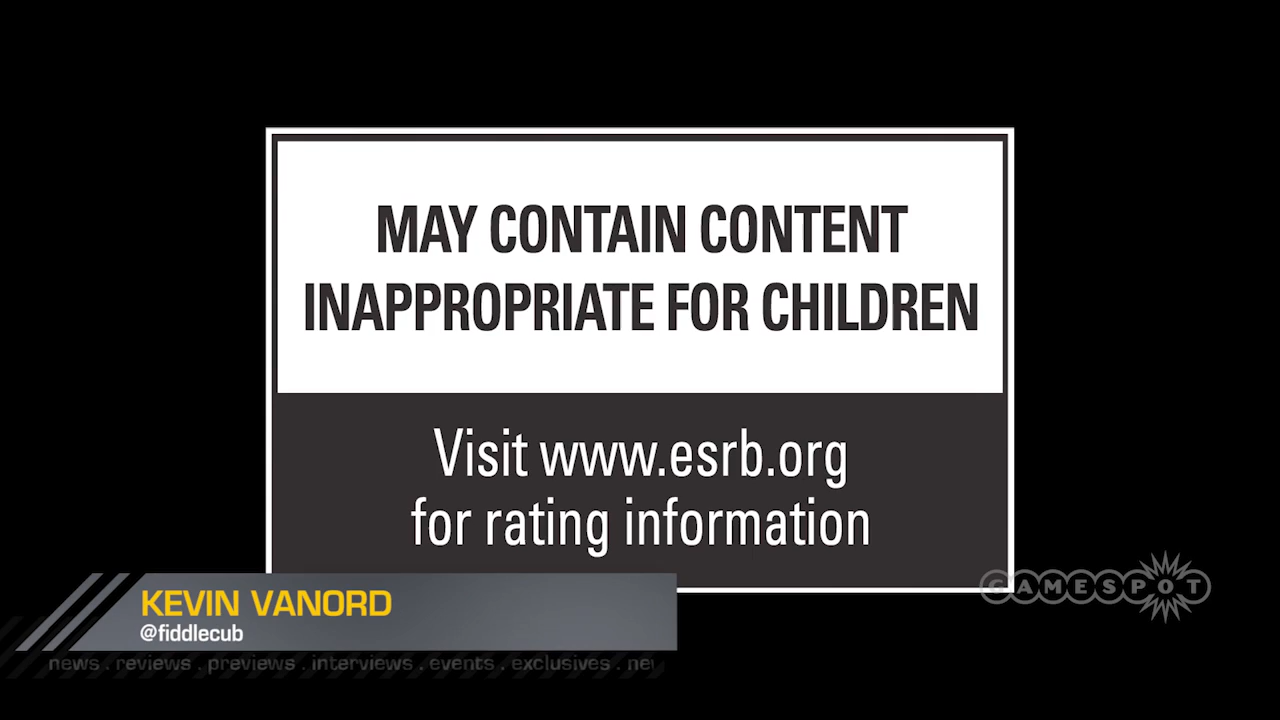 MAY CONTAIN CONTENT
INAPPROPRIATE FOR CHILDREN
Visit www.esrb.org
for rating information
KEVIN VANORD
@fiddlecub
GAMESPOT
news . reviews . previews . interviews . events . exclusives .